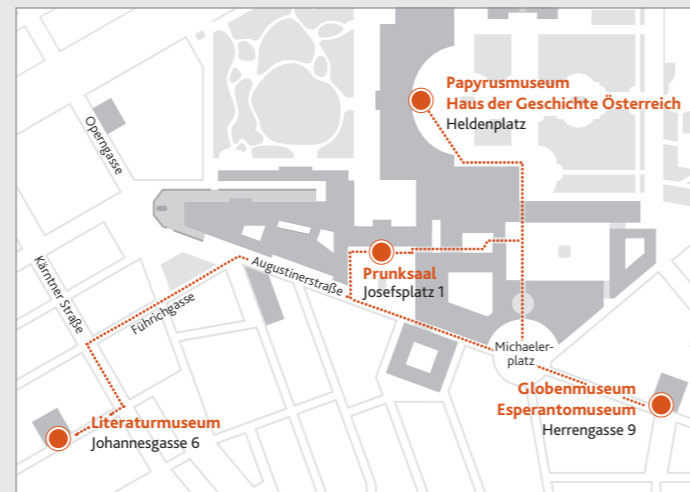 Papyrusmuseum
Haus der Geschichte Österreich
Heldenplatz
Operngasse
Kärntner Straße
Führichgasse
Augustinerstraße
Prunksaal
Josefsplatz 1
Michaeler-
platz
Globenmuseum
Esperantomuseum
Herrengasse 9
Literaturmuseum
Johannesgasse 6